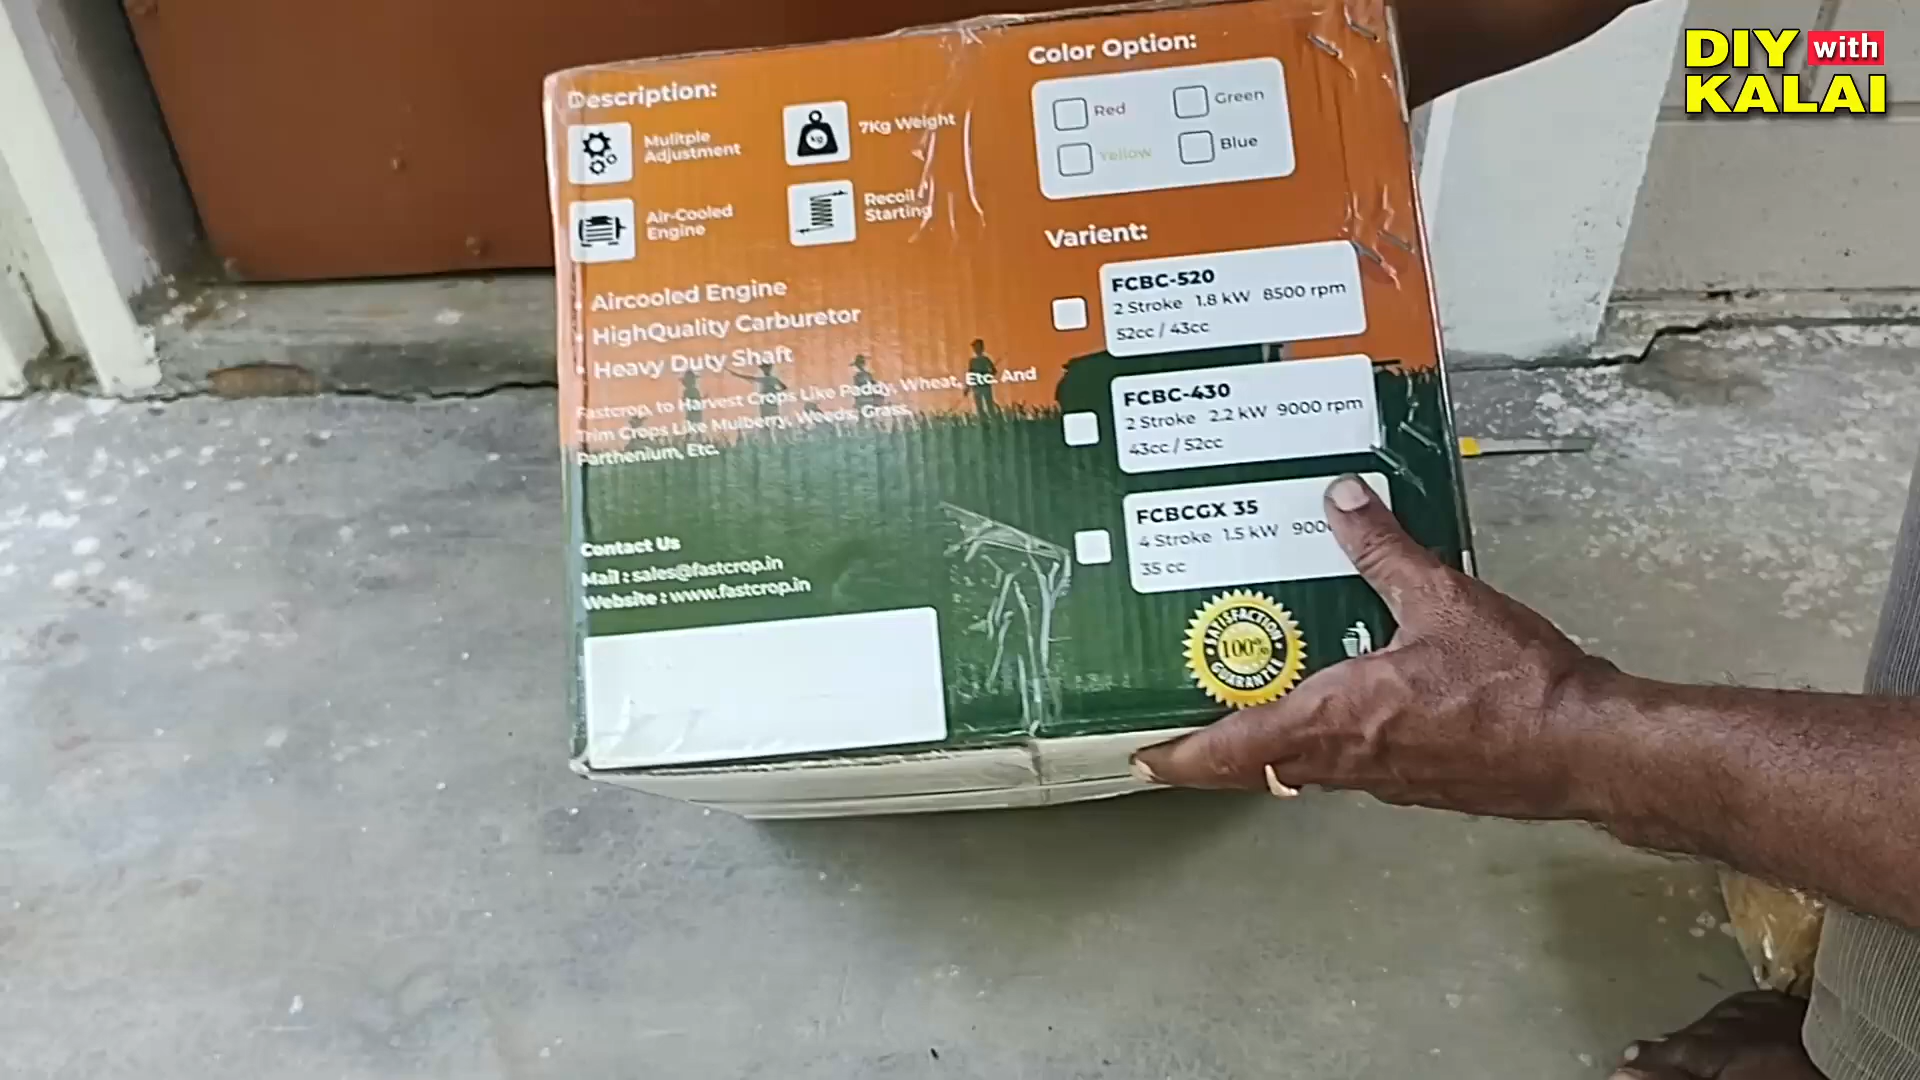 DIY with
KALAI
Description:
Mulitple
Adjustment
7Kg Weight
Air-Cooled
Engine
Recoil
Starting
• Aircooled Engine
• HighQuality Carburetor
• Heavy Duty Shaft
Fastcrop, to Harvest Crops Like Paddy, Wheat, Etc. And
Trim Crops Like Mulberry, Weeds, Grass,
Parthenium, Etc.
Contact Us
Mail : sales@fastcrop.in
Website : www.fastcrop.in
Color Option:
Red
Green
Yellow
Blue
Varient:
FCBC-520
2 Stroke 1.8 kW 8500 rpm
52cc / 43cc
FCBC-430
2 Stroke 2.2 kW 9000 rpm
43cc / 52cc
FCBCGX 35
4 Stroke 1.5 kW
35 cc
SATISFACTION
100%
GUARANTEE